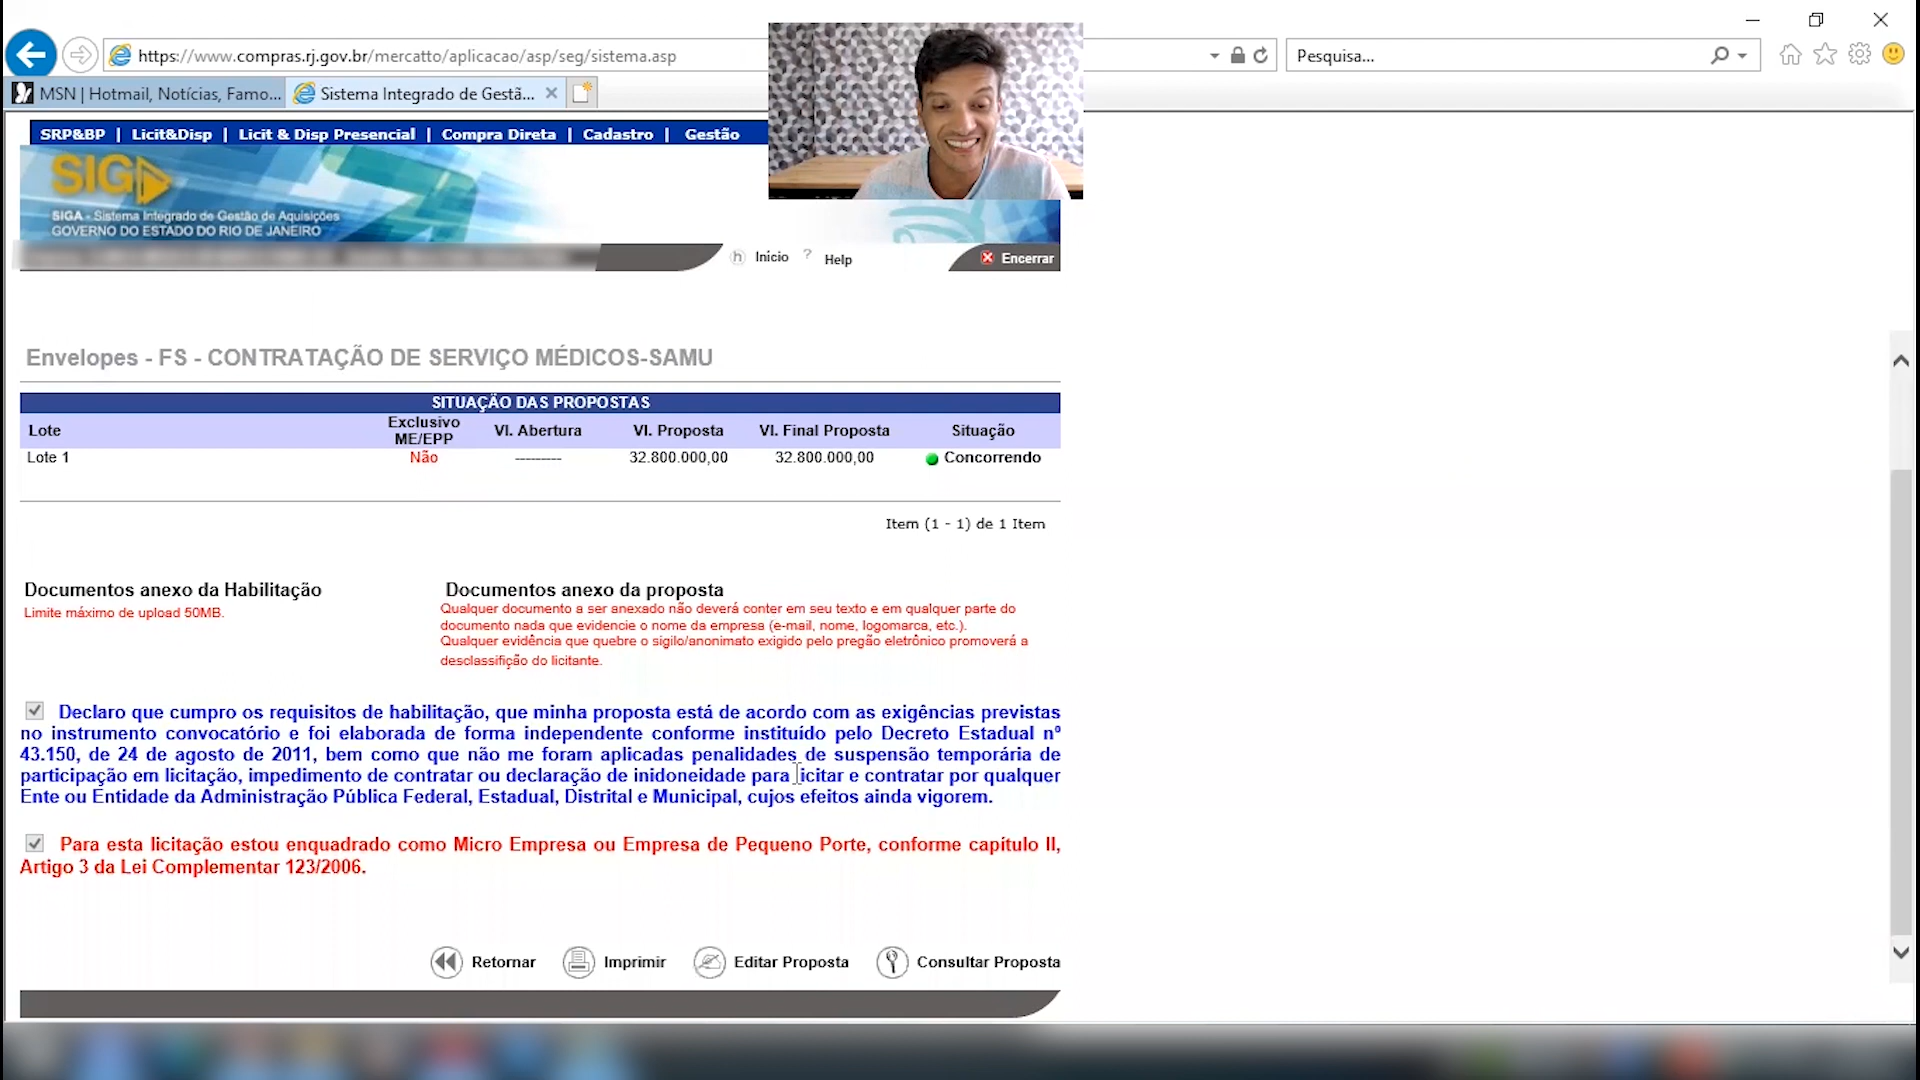 https://www.compras.rj.gov.br/mercatto/aplicacao/asp/seg/sistema.asp
Pesquisa...
MSN | Hotmail, Notícias, Famo...
Sistema Integrado de Gestã...
SRP&BP | Licit&Disp | Licit & Disp Presencial | Compra Direta | Cadastro | Gestão
SIGA
SIGA - Sistema Integrado de Gestão de Aquisições
GOVERNO DO ESTADO DO RIO DE JANEIRO
h Início ? Help
Encerrar
Envelopes - FS - CONTRATAÇÃO DE SERVIÇO MÉDICOS-SAMU
SITUAÇÃO DAS PROPOSTAS
Lote Exclusivo ME/EPP Vl. Abertura Vl. Proposta Vl. Final Proposta Situação
Lote 1 Não --------- 32.800.000,00 32.800.000,00 Concorrendo
Item (1 - 1) de 1 Item
Documentos anexo da Habilitação
Limite máximo de upload 50MB.
Documentos anexo da proposta
Qualquer documento a ser anexado não deverá conter em seu texto e em qualquer parte do
documento nada que evidencie o nome da empresa (e-mail, nome, logomarca, etc.).
Qualquer evidência que quebre o sigilo/anonimato exigido pelo pregão eletrônico promoverá a
desclassifição do licitante.
Declaro que cumpro os requisitos de habilitação, que minha proposta está de acordo com as exigências previstas
no instrumento convocatório e foi elaborada de forma independente conforme instituído pelo Decreto Estadual nº
43.150, de 24 de agosto de 2011, bem como que não me foram aplicadas penalidades de suspensão temporária de
participação em licitação, impedimento de contratar ou declaração de inidoneidade para licitar e contratar por qualquer
Ente ou Entidade da Administração Pública Federal, Estadual, Distrital e Municipal, cujos efeitos ainda vigorem.
Para esta licitação estou enquadrado como Micro Empresa ou Empresa de Pequeno Porte, conforme capítulo II,
Artigo 3 da Lei Complementar 123/2006.
Retornar Imprimir Editar Proposta Consultar Proposta